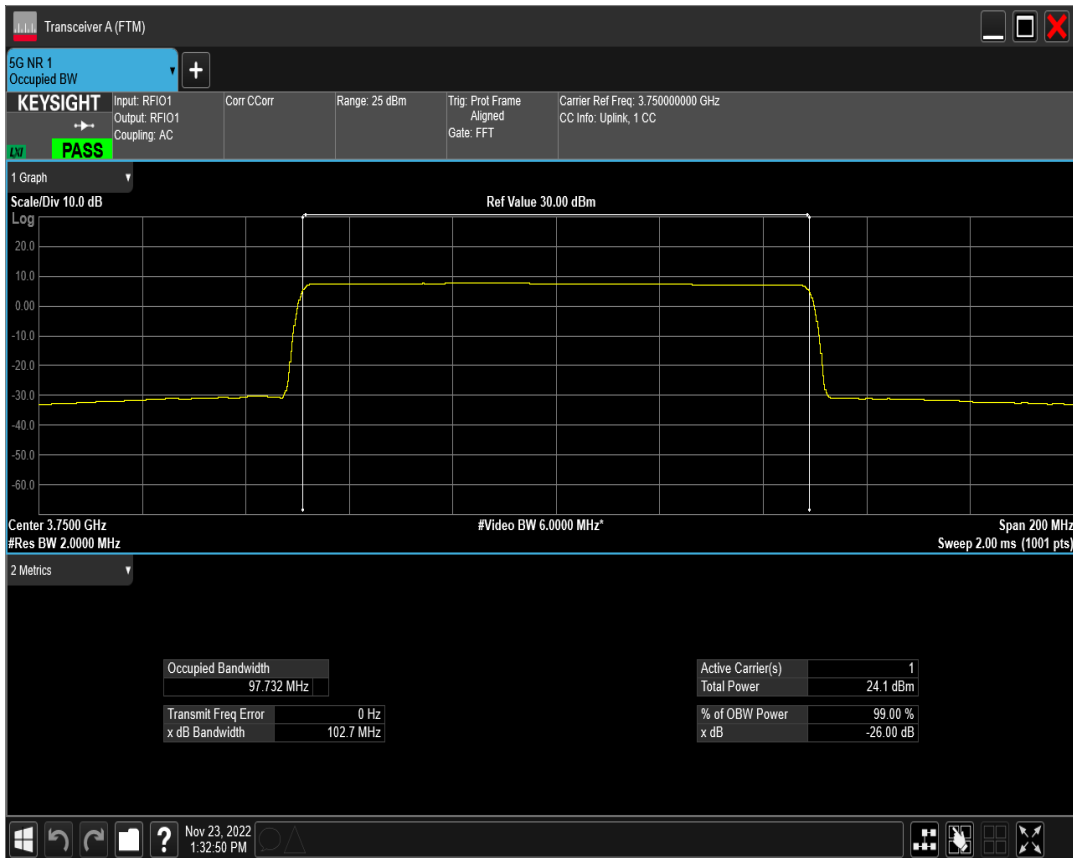 Transceiver A (FTM)
5G NR 1
Occupied BW
+
KEYSIGHT
LXI
PASS
Input: RFIO1
Output: RFIO1
Coupling: AC
Corr CCorr
Range: 25 dBm
Trig: Prot Frame
Aligned
Gate: FFT
Carrier Ref Freq: 3.750000000 GHz
CC Info: Uplink, 1 CC
1 Graph
Scale/Div 10.0 dB
Ref Value 30.00 dBm
Log
20.0
10.0
0.00
-10.0
-20.0
-30.0
-40.0
-50.0
-60.0
Center 3.7500 GHz
#Video BW 6.0000 MHz*
Span 200 MHz
#Res BW 2.0000 MHz
Sweep 2.00 ms (1001 pts)
2 Metrics
Occupied Bandwidth
97.732 MHz
Transmit Freq Error 0 Hz
x dB Bandwidth 102.7 MHz
Active Carrier(s) 1
Total Power 24.1 dBm
% of OBW Power 99.00 %
x dB -26.00 dB
?
Nov 23, 2022
1:32:50 PM